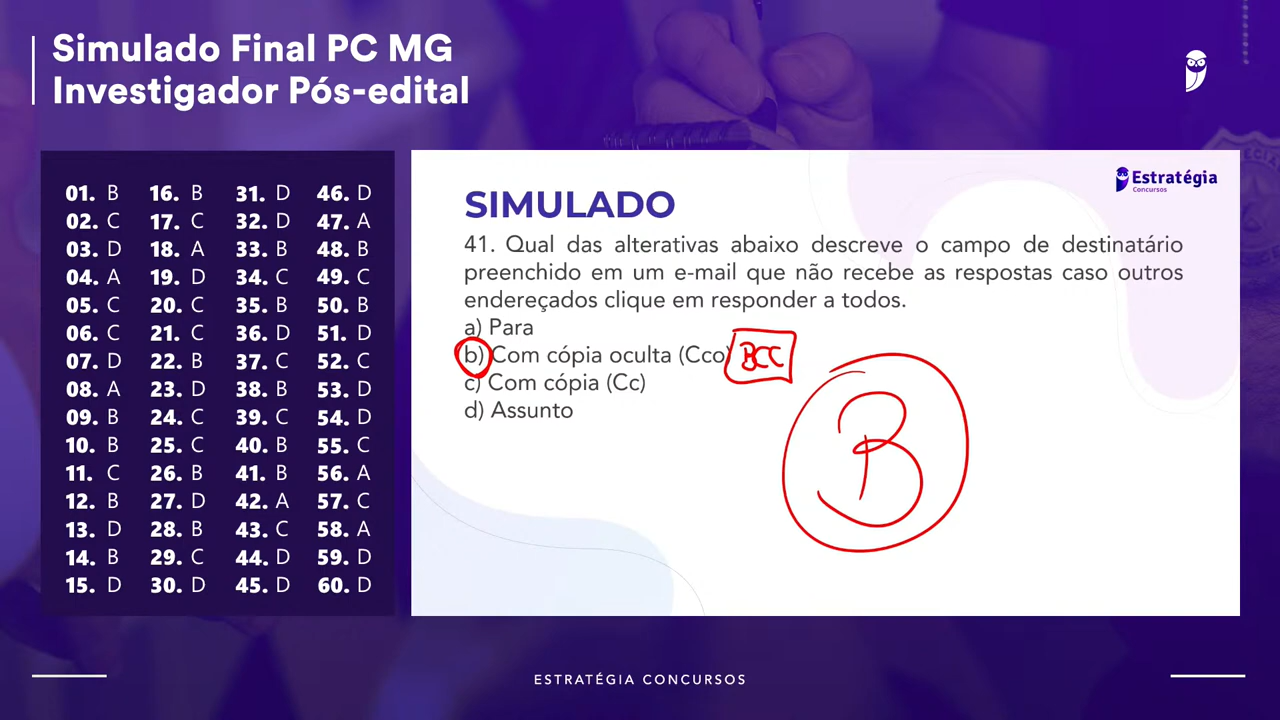 Simulado Final PC MG
Investigador Pós-edital
01. B 16. B 31. D 46. D
02. C 17. C 32. D 47. A
03. D 18. A 33. B 48. B
04. A 19. D 34. C 49. C
05. C 20. C 35. B 50. B
06. C 21. C 36. D 51. D
07. D 22. B 37. C 52. C
08. A 23. D 38. B 53. D
09. B 24. C 39. C 54. D
10. B 25. C 40. B 55. C
11. C 26. B 41. B 56. A
12. B 27. D 42. A 57. C
13. D 28. B 43. C 58. A
14. B 29. C 44. D 59. D
15. D 30. D 45. D 60. D
Estratégia
Concursos
SIMULADO
41. Qual das alterativas abaixo descreve o campo de destinatário
preenchido em um e-mail que não recebe as respostas caso outros
endereçados clique em responder a todos.
a) Para
b) Com cópia oculta (Cco) BCC
c) Com cópia (Cc)
d) Assunto
B
ESTRATÉGIA CONCURSOS